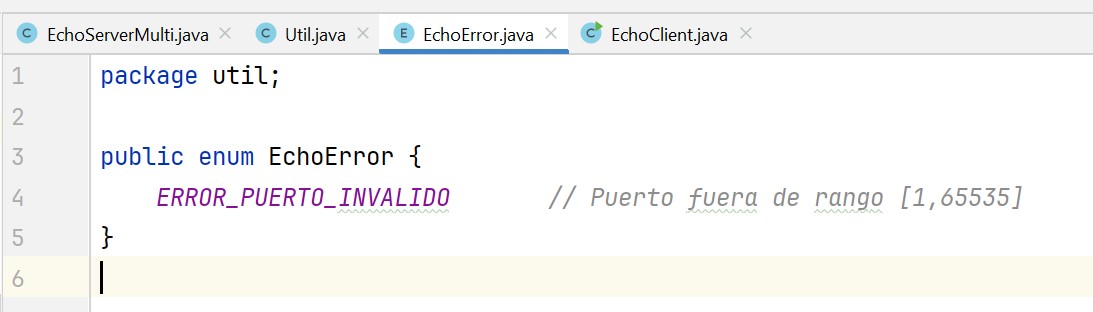 C EchoServerMulti.java × C Util.java × E EchoError.java × C EchoClient.java ×
1 package util;
2
3 public enum EchoError {
4 ERROR_PUERTO_INVALIDO // Puerto fuera de rango [1,65535]
5 }
6